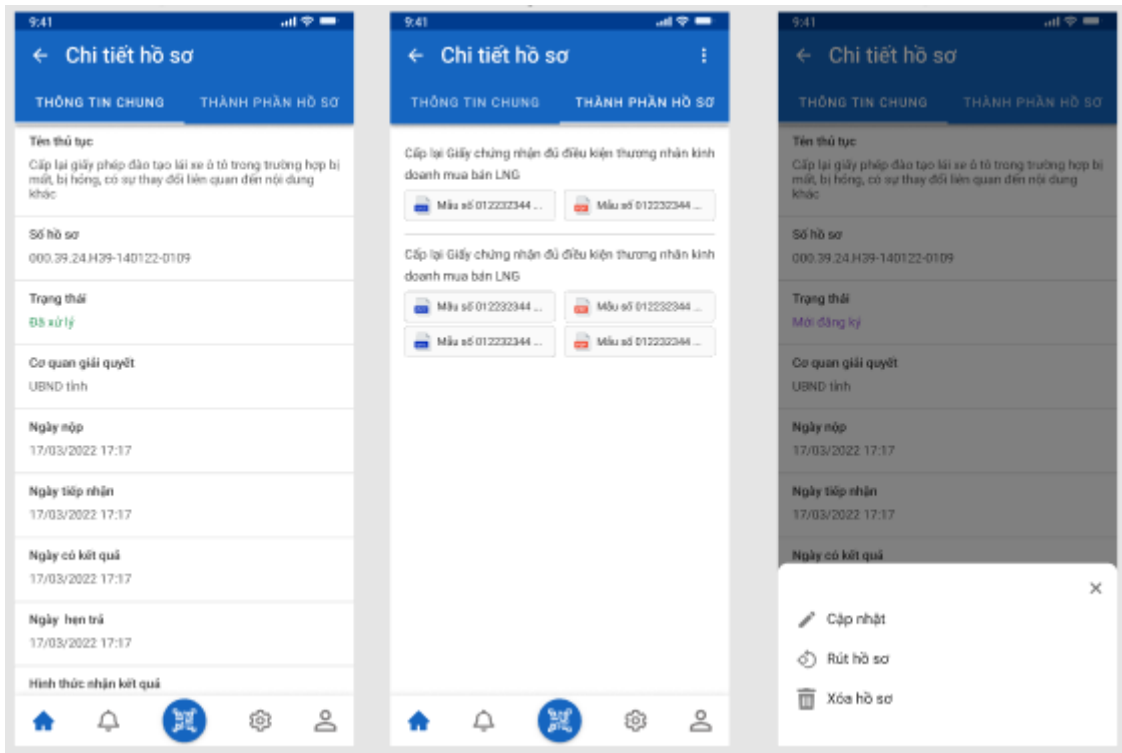 9:41
Chi tiết hồ sơ
THÔNG TIN CHUNG THÀNH PHẦN HỒ SƠ
Tên thủ tục
Cấp lại giấy phép đào tạo lái xe ô tô trong trường hợp bị
mất, bị hỏng, có sự thay đổi liên quan đến nội dung
khác
Số hồ sơ
000.39.24.H39-140122-0109
Trạng thái
Đã xử lý
Cơ quan giải quyết
UBND tỉnh
Ngày nộp
17/03/2022 17:17
Ngày tiếp nhận
17/03/2022 17:17
Ngày có kết quả
17/03/2022 17:17
Ngày hẹn trả
17/03/2022 17:17
Hình thức nhận kết quả
9:41
Chi tiết hồ sơ
THÔNG TIN CHUNG THÀNH PHẦN HỒ SƠ
Cấp lại Giấy chứng nhận đủ điều kiện thương nhân kinh
doanh mua bán LNG
Mẫu số 012232344 ... Mẫu số 012232344 ...
Cấp lại Giấy chứng nhận đủ điều kiện thương nhân kinh
doanh mua bán LNG
Mẫu số 012232344 ... Mẫu số 012232344 ...
Mẫu số 012232344 ... Mẫu số 012232344 ...
9:41
Chi tiết hồ sơ
THÔNG TIN CHUNG THÀNH PHẦN HỒ SƠ
Tên thủ tục
Cấp lại giấy phép đào tạo lái xe ô tô trong trường hợp bị
mất, bị hỏng, có sự thay đổi liên quan đến nội dung
khác
Số hồ sơ
000.39.24.H39-140122-0109
Trạng thái
Mới đăng ký
Cơ quan giải quyết
UBND tỉnh
Ngày nộp
17/03/2022 17:17
Ngày tiếp nhận
17/03/2022 17:17
Ngày có kết quả
Cập nhật
Rút hồ sơ
Xóa hồ sơ